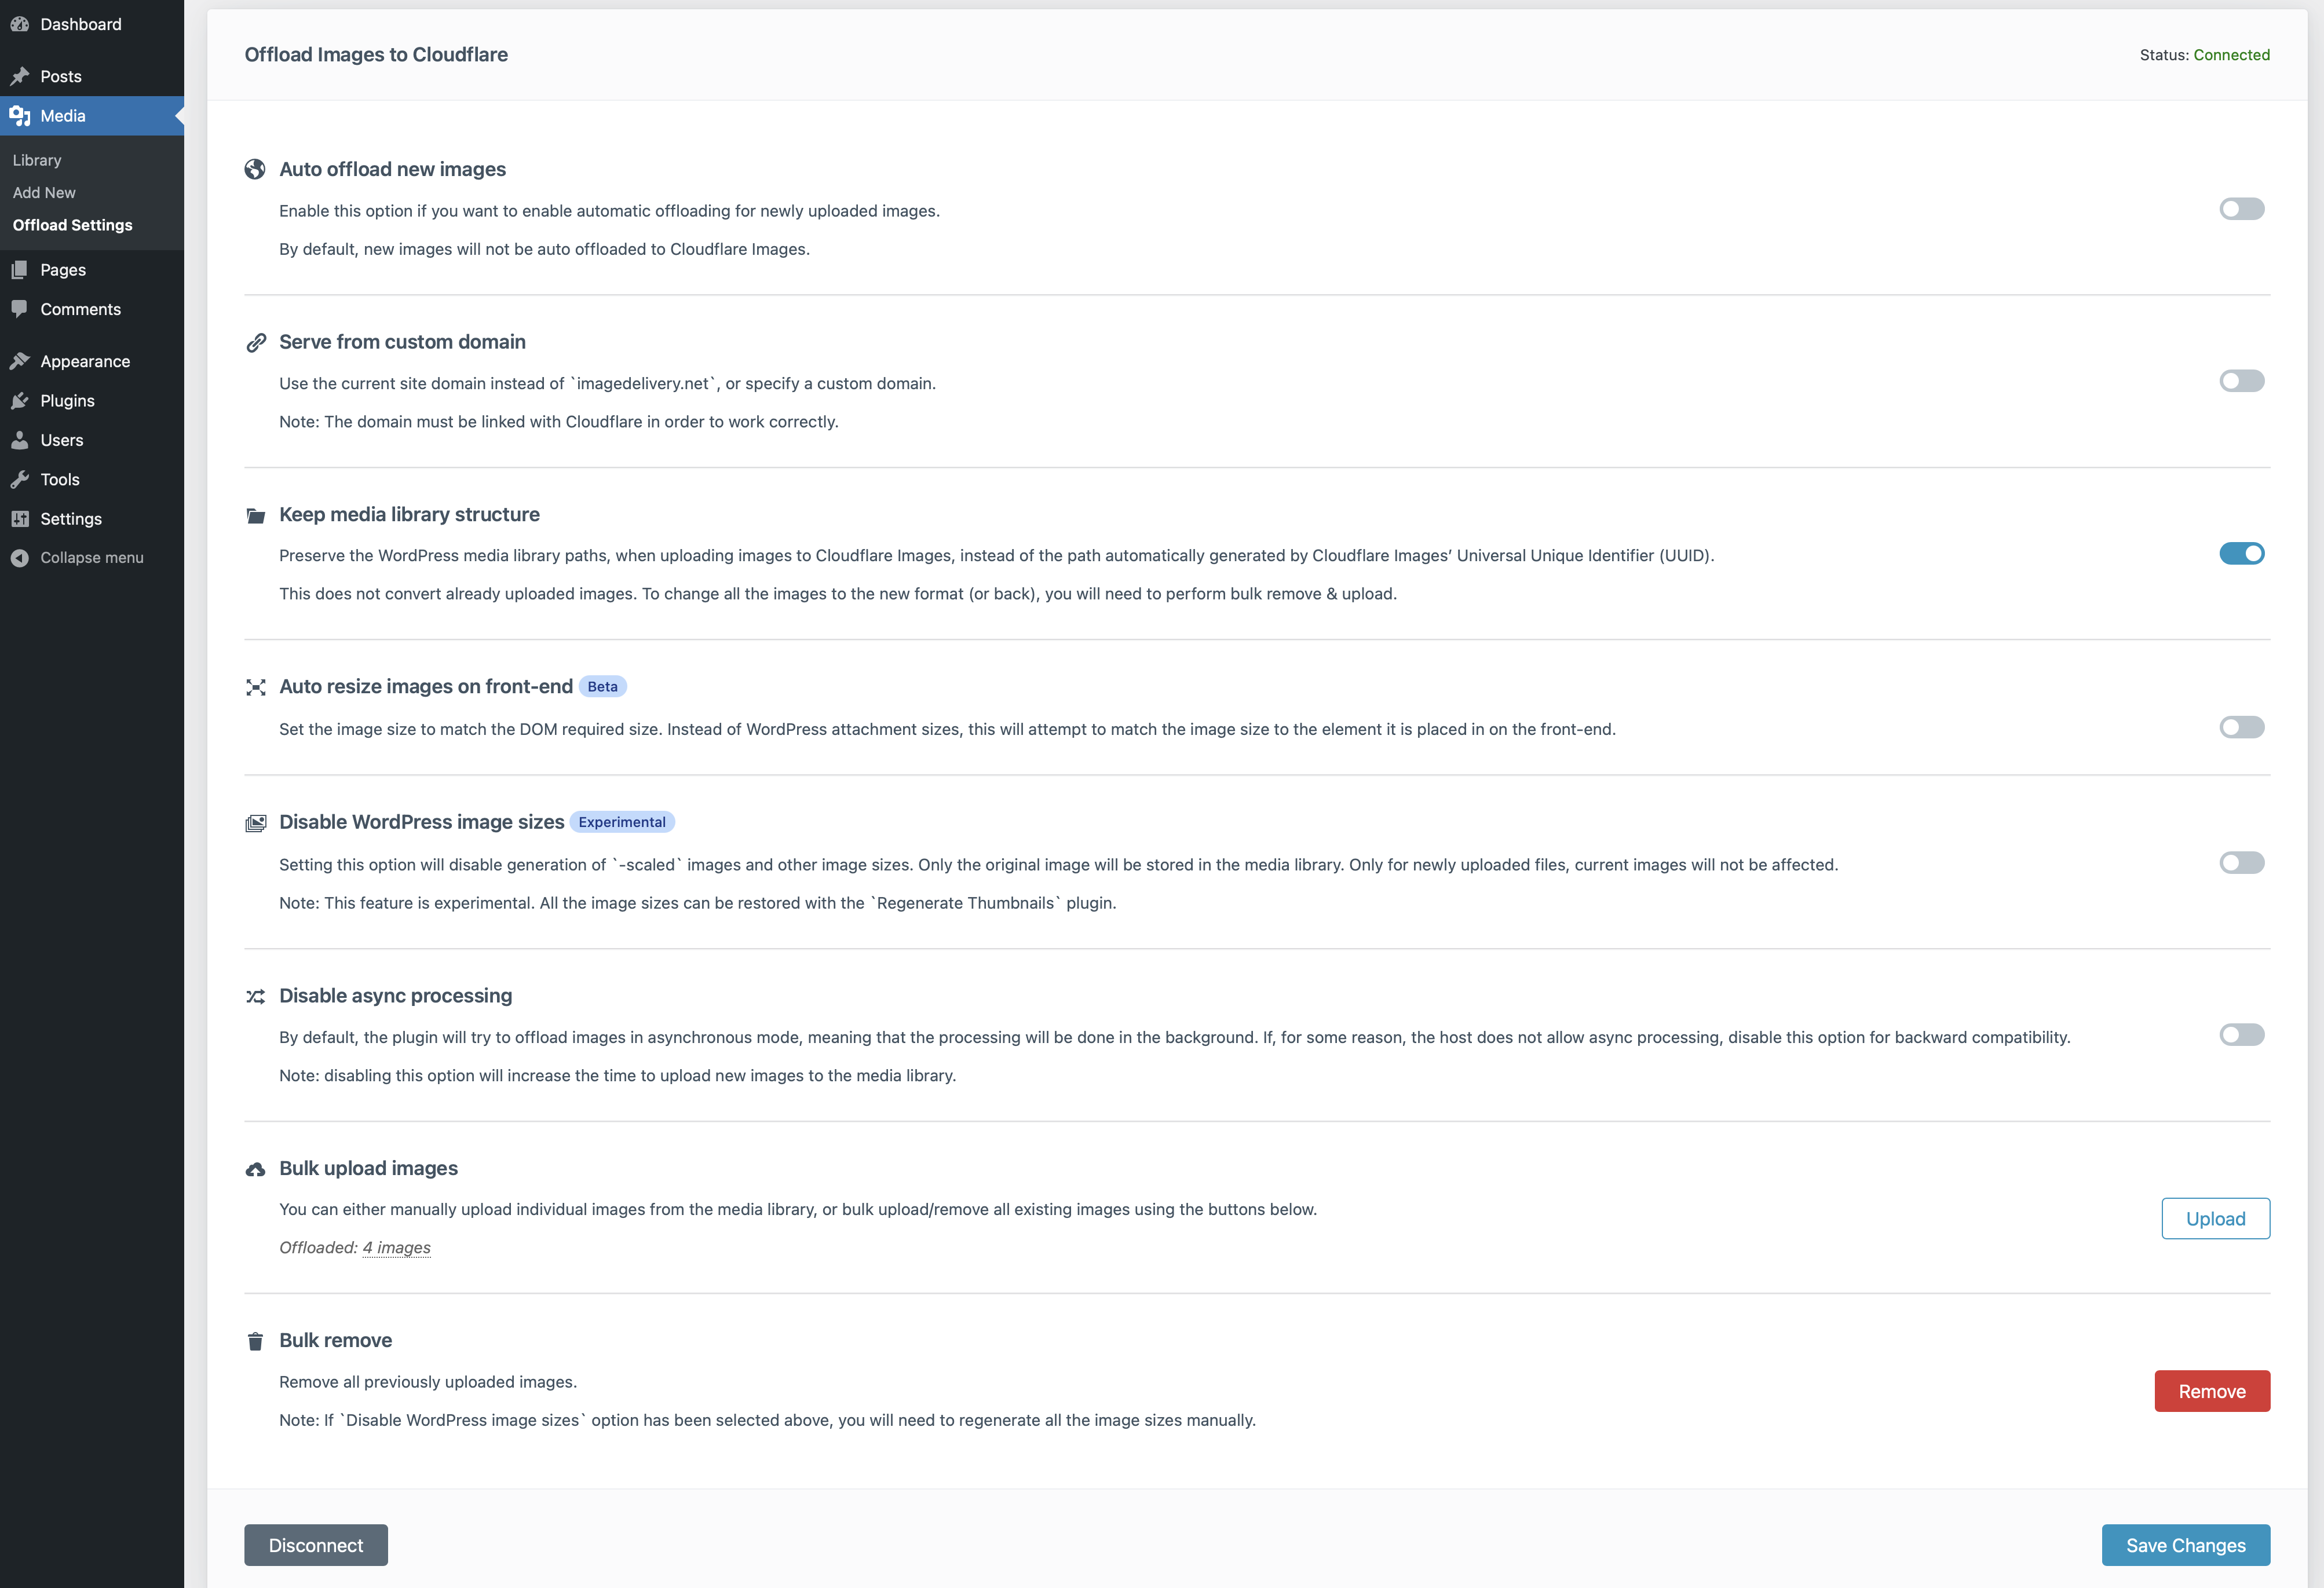 Dashboard
Posts
Media
Library
Add New
Offload Settings
Pages
Comments
Appearance
Plugins
Users
Tools
Settings
Collapse menu
Offload Images to Cloudflare
Status: Connected
Auto offload new images
Enable this option if you want to enable automatic offloading for newly uploaded images.
By default, new images will not be auto offloaded to Cloudflare Images.
Serve from custom domain
Use the current site domain instead of `imagedelivery.net`, or specify a custom domain.
Note: The domain must be linked with Cloudflare in order to work correctly.
Keep media library structure
Preserve the WordPress media library paths, when uploading images to Cloudflare Images, instead of the path automatically generated by Cloudflare Images’ Universal Unique Identifier (UUID).
This does not convert already uploaded images. To change all the images to the new format (or back), you will need to perform bulk remove & upload.
Auto resize images on front-end Beta
Set the image size to match the DOM required size. Instead of WordPress attachment sizes, this will attempt to match the image size to the element it is placed in on the front-end.
Disable WordPress image sizes Experimental
Setting this option will disable generation of `-scaled` images and other image sizes. Only the original image will be stored in the media library. Only for newly uploaded files, current images will not be affected.
Note: This feature is experimental. All the image sizes can be restored with the `Regenerate Thumbnails` plugin.
Disable async processing
By default, the plugin will try to offload images in asynchronous mode, meaning that the processing will be done in the background. If, for some reason, the host does not allow async processing, disable this option for backward compatibility.
Note: disabling this option will increase the time to upload new images to the media library.
Bulk upload images
You can either manually upload individual images from the media library, or bulk upload/remove all existing images using the buttons below.
Offloaded: 4 images
Upload
Bulk remove
Remove all previously uploaded images.
Note: If `Disable WordPress image sizes` option has been selected above, you will need to regenerate all the image sizes manually.
Remove
Disconnect
Save Changes